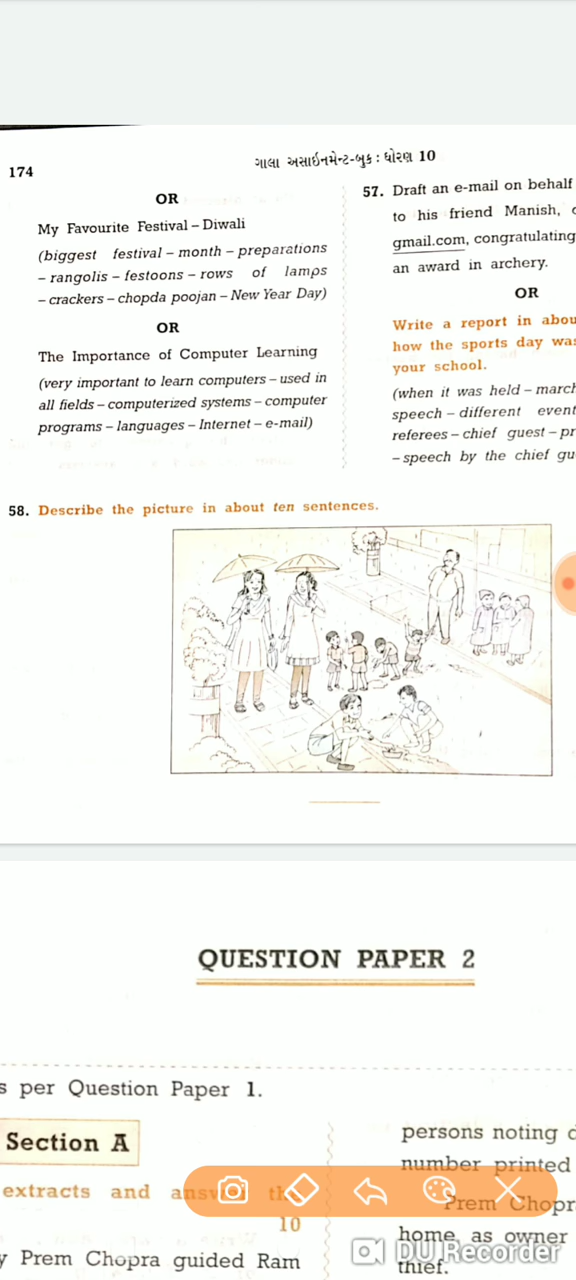 174
ગાલા અસાઇનમેન્ટ-બુક : ધોરણ 10
OR
My Favourite Festival – Diwali
(biggest festival – month – preparations
– rangolis – festoons – rows of lamps
– crackers – chopda poojan – New Year Day)
OR
The Importance of Computer Learning
(very important to learn computers – used in
all fields – computerized systems – computer
programs – languages – Internet – e-mail)
57. Draft an e-mail on behalf
to his friend Manish,
gmail.com, congratulating
an award in archery.
OR
Write a report in
how the sports day
your school.
(when it was held –
speech – different
referees – chief guest –
– speech by the chief
58. Describe the picture in about ten sentences.
QUESTION PAPER 2
per Question Paper 1.
Section A
extracts and
10
Prem Chopra guided Ram
persons noting
number printed
Prem
home, as owner
thief.
DU Recorder